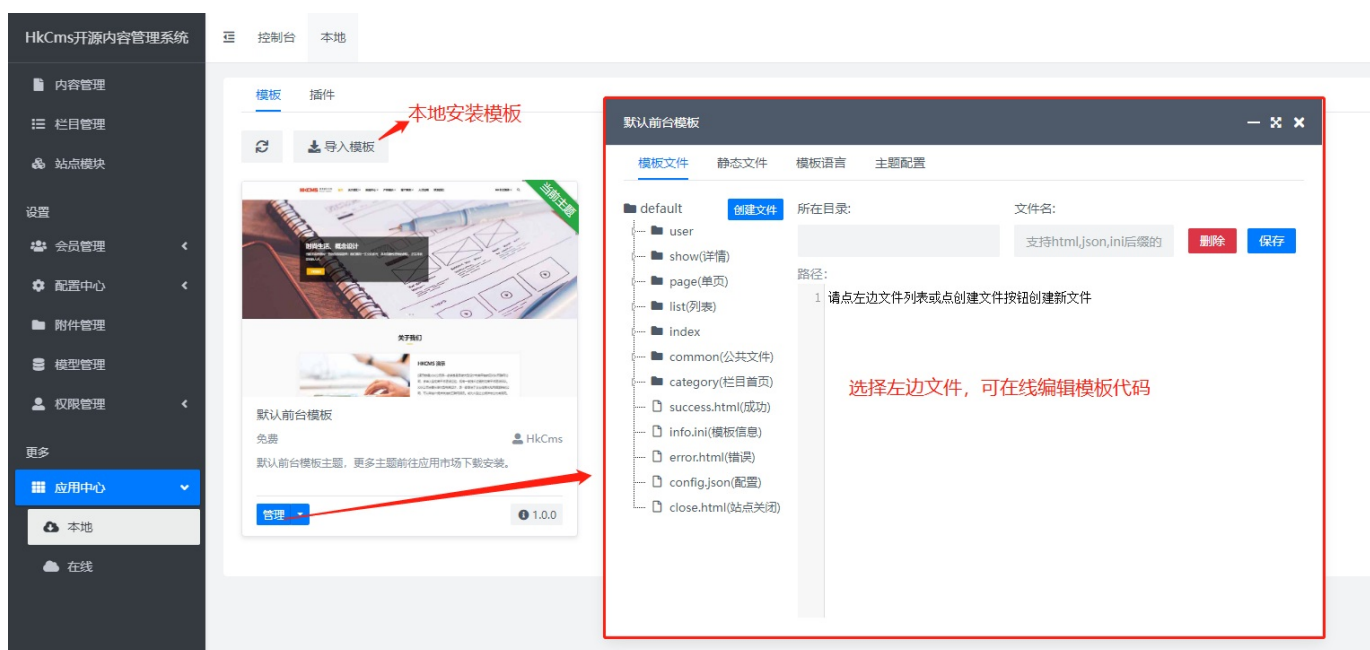 HkCms开源内容管理系统
控制台
本地
内容管理
栏目管理
站点模块
设置
会员管理
配置中心
附件管理
模型管理
权限管理
更多
应用中心
本地
在线
模板
插件
本地安装模板
导入模板
当前主题
HKCMS
时尚生活、概念设计
关于我们
HKCMS 简介
默认前台模板
免费
HkCms
默认前台模板主题，更多主题前往应用市场下载安装。
管理
1.0.0
默认前台模板
模板文件
静态文件
模板语言
主题配置
default
创建文件
user
show(详情)
page(单页)
list(列表)
index
common(公共文件)
category(栏目首页)
success.html(成功)
info.ini(模板信息)
error.html(错误)
config.json(配置)
close.html(站点关闭)
所在目录:
文件名:
支持html,json,ini后缀的
删除
保存
路径:
1 请点左边文件列表或点创建文件按钮创建新文件
选择左边文件，可在线编辑模板代码